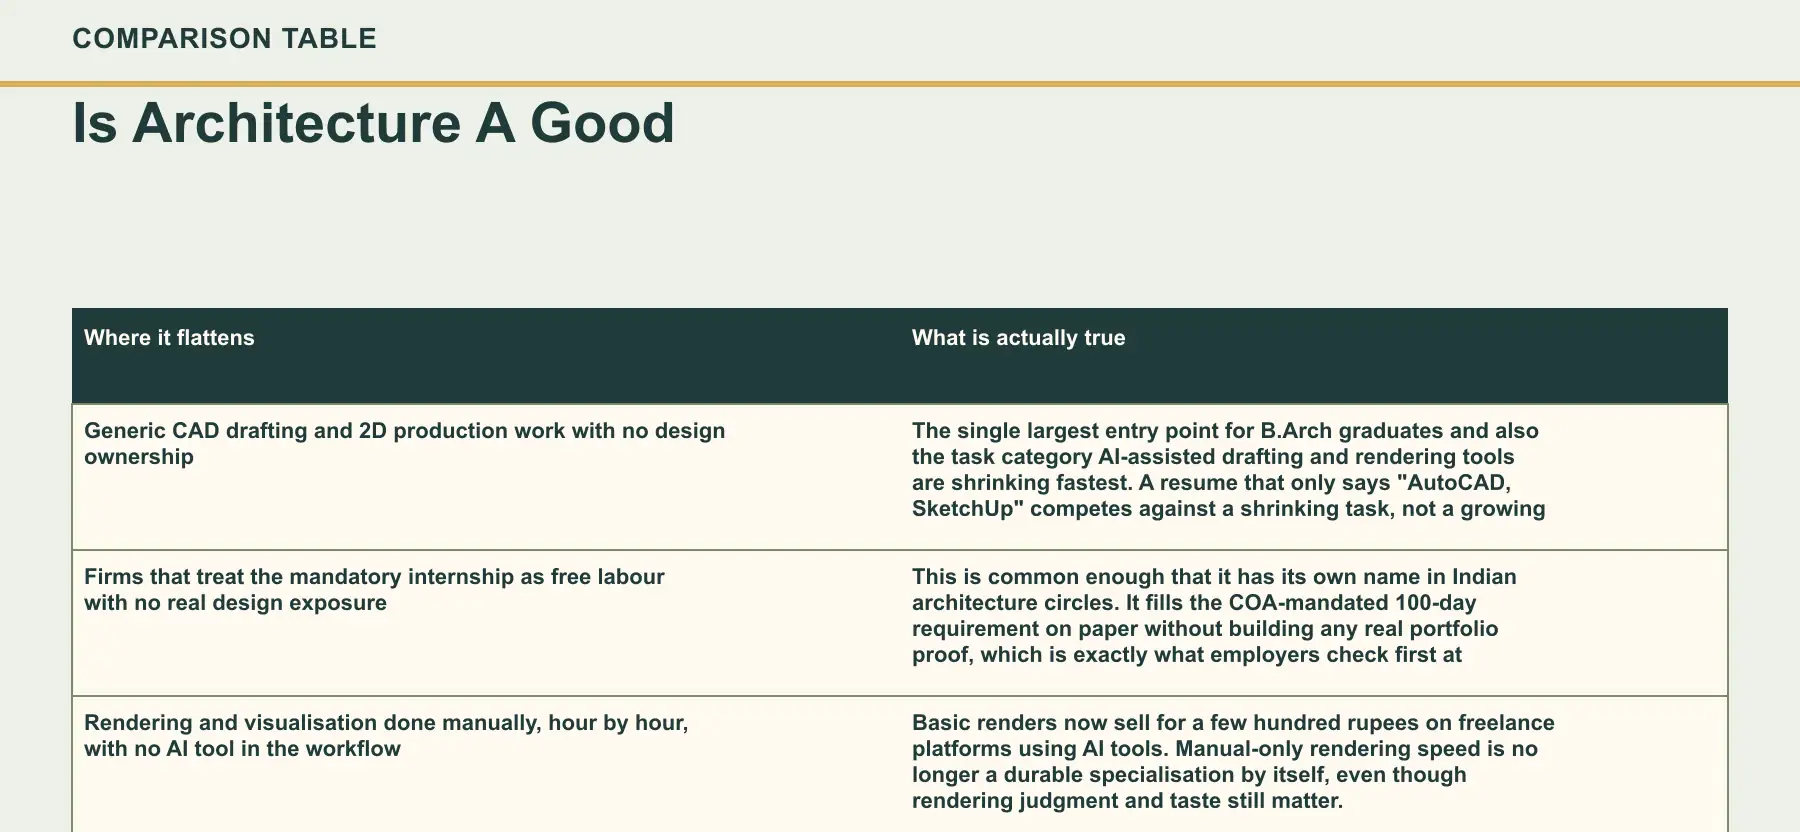 COMPARISON TABLE
Is Architecture A Good
Where it flattens
What is actually true
Generic CAD drafting and 2D production work with no design
ownership
The single largest entry point for B.Arch graduates and also
the task category AI-assisted drafting and rendering tools
are shrinking fastest. A resume that only says "AutoCAD,
SketchUp" competes against a shrinking task, not a growing
Firms that treat the mandatory internship as free labour
with no real design exposure
This is common enough that it has its own name in Indian
architecture circles. It fills the COA-mandated 100-day
requirement on paper without building any real portfolio
proof, which is exactly what employers check first at
Rendering and visualisation done manually, hour by hour,
with no AI tool in the workflow
Basic renders now sell for a few hundred rupees on freelance
platforms using AI tools. Manual-only rendering speed is no
longer a durable specialisation by itself, even though
rendering judgment and taste still matter.